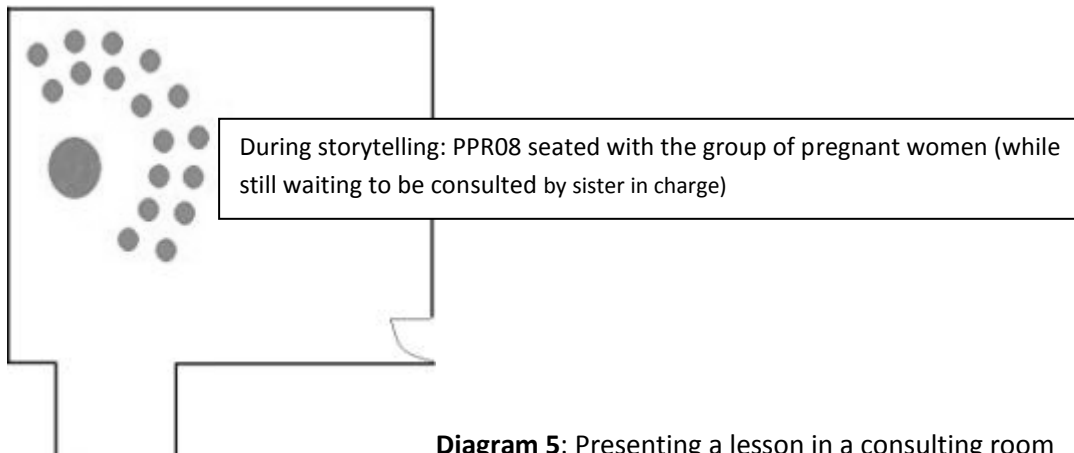 During storytelling: PPR08 seated with the group of pregnant women (while
still waiting to be consulted by sister in charge)
Diagram 5: Presenting a lesson in a consulting room